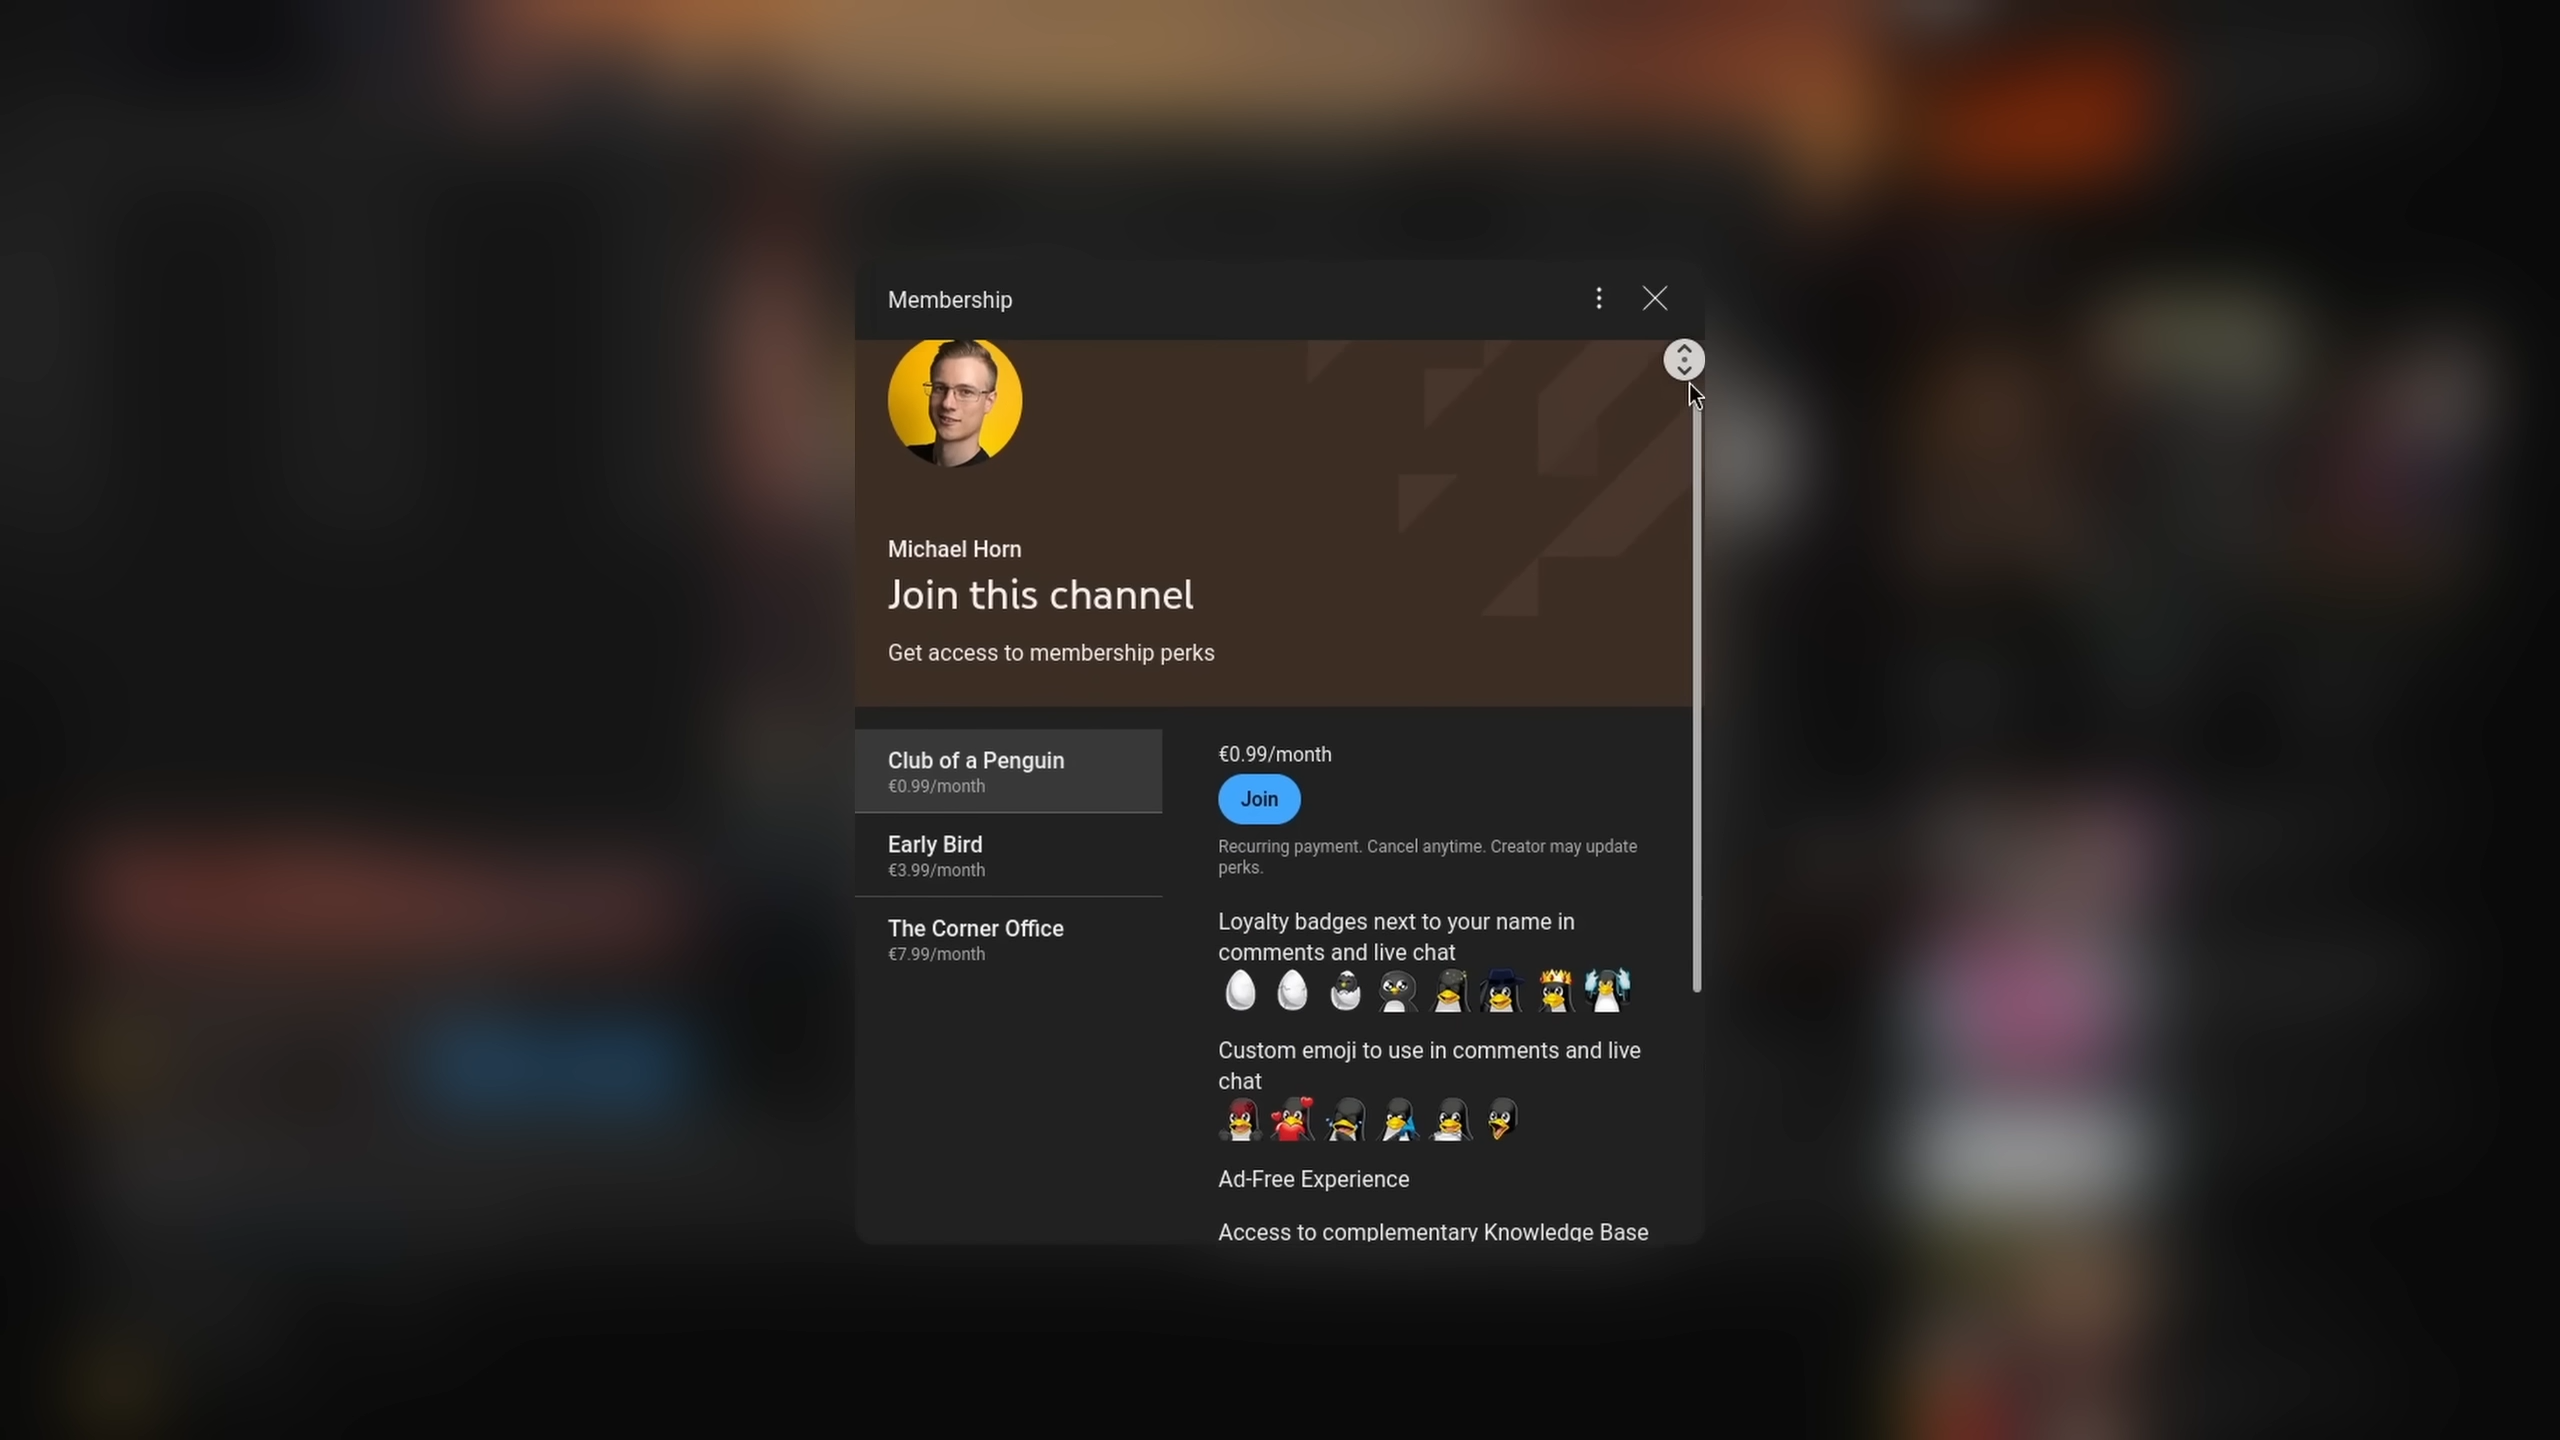 Membership
Michael Horn
Join this channel
Get access to membership perks
Club of a Penguin
€0.99/month
Early Bird
€3.99/month
The Corner Office
€7.99/month
€0.99/month
Join
Recurring payment. Cancel anytime. Creator may update
perks.
Loyalty badges next to your name in
comments and live chat
Custom emoji to use in comments and live
chat
Ad-Free Experience
Access to complementary Knowledge Base